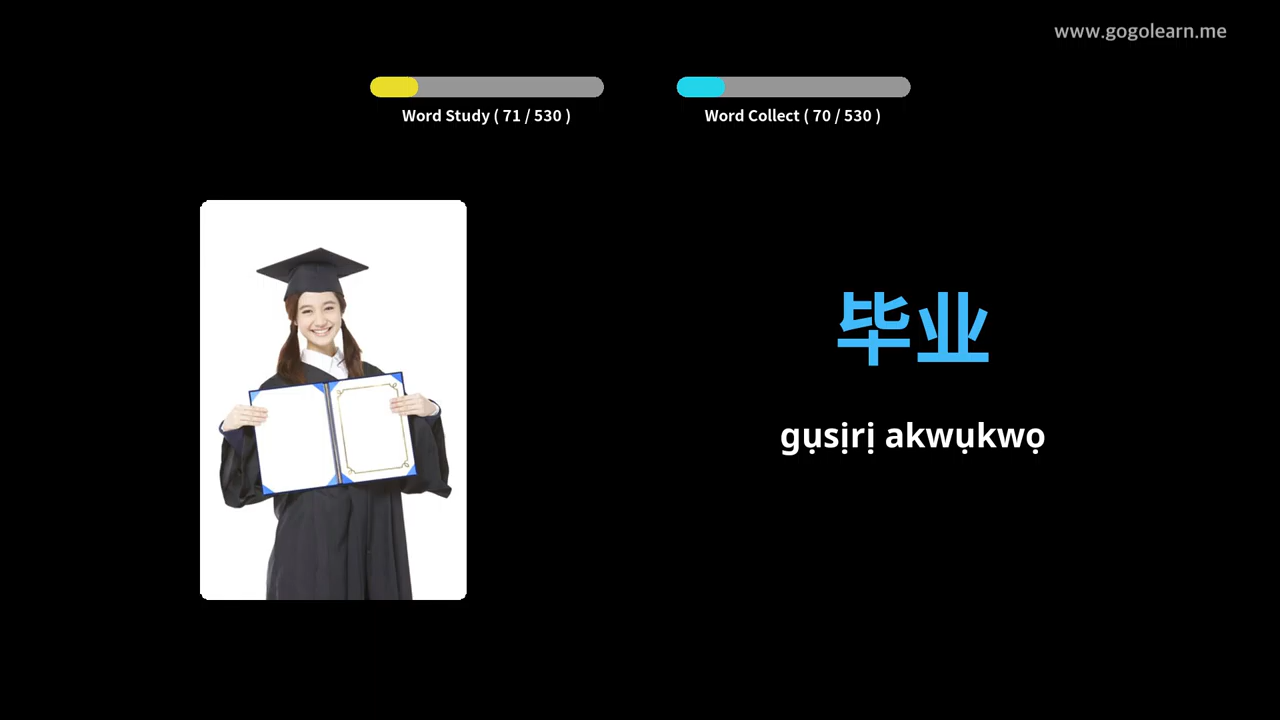 www.gogolearn.me
Word Study ( 71 / 530 )
Word Collect ( 70 / 530 )
毕业
gụsịrị akwụkwọ